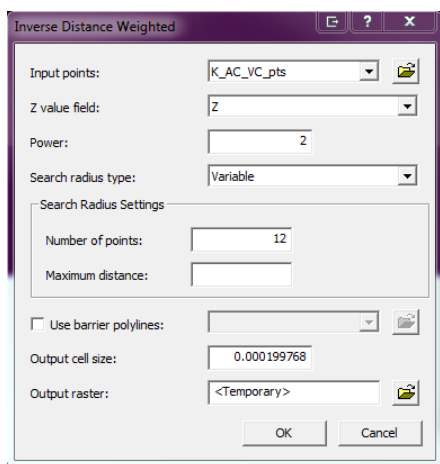 Inverse Distance Weighted ? x
Input points: K_AC_VC_pts
Z value field: Z
Power: 2
Search radius type: Variable
Search Radius Settings
Number of points: 12
Maximum distance:
Use barrier polylines:
Output cell size: 0.000199768
Output raster: <Temporary>
OK Cancel